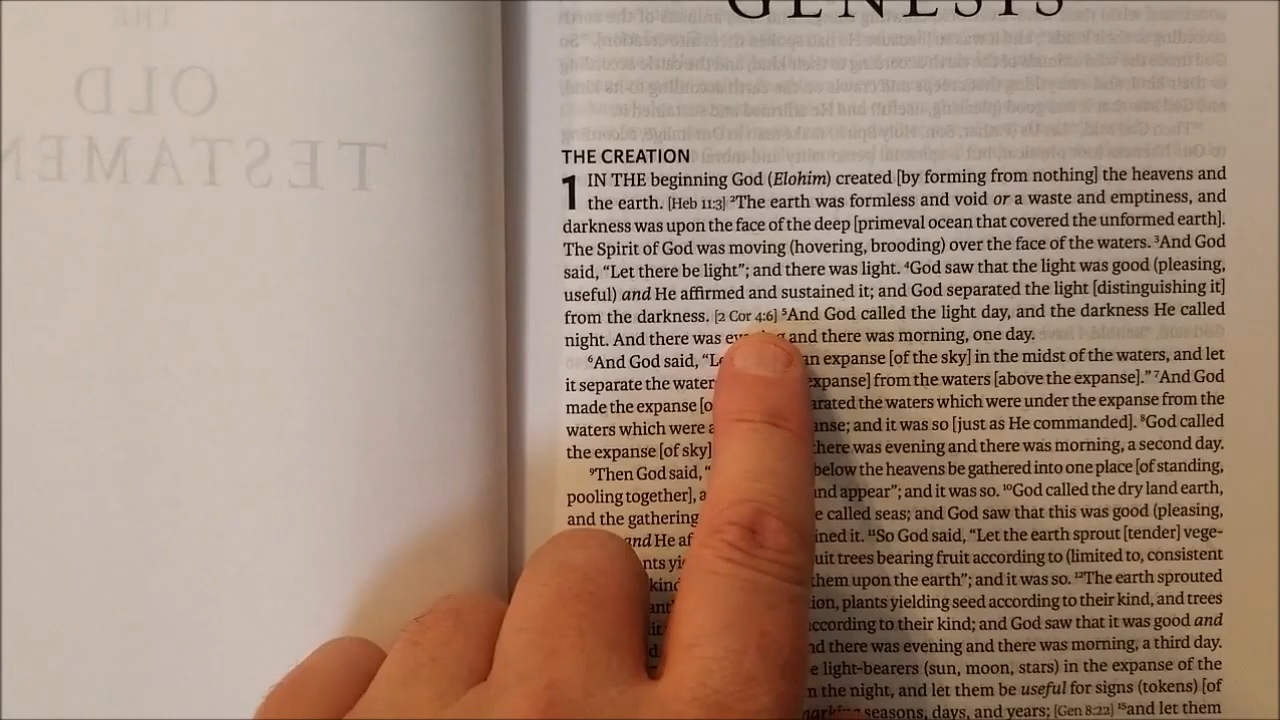 GENESIS
THE
OLD
TESTAMEN
THE CREATION
1 IN THE beginning God (Elohim) created [by forming from nothing] the heavens and
the earth. [Heb 11:3] ²The earth was formless and void or a waste and emptiness, and
darkness was upon the face of the deep [primeval ocean that covered the unformed earth].
The Spirit of God was moving (hovering, brooding) over the face of the waters. ³And God
said, “Let there be light”; and there was light. ⁴God saw that the light was good (pleasing,
useful) and He affirmed and sustained it; and God separated the light [distinguishing it]
from the darkness. [2 Cor 4:6] ⁵And God called the light day, and the darkness He called
night. And there was and there was morning, one day.
⁶And God said, “ an expanse [of the sky] in the midst of the waters, and let
it separate the water expanse] from the waters [above the expanse].” ⁷And God
made the expanse [o arated the waters which were under the expanse from the
waters which were a anse; and it was so [just as He commanded]. ⁸God called
the expanse [of sky] here was evening and there was morning, a second day.
⁹Then God said, “ below the heavens be gathered into one place [of standing,
pooling together], a nd appear”; and it was so. ¹⁰God called the dry land earth,
and the gathering e called seas; and God saw that this was good (pleasing,
and He af ined it. ¹¹So God said, “Let the earth sprout [tender] vege-
nts yi uit trees bearing fruit according to (limited to, consistent
kind them upon the earth”; and it was so. ¹²The earth sprouted
ion, plants yielding seed according to their kind, and trees
ccording to their kind; and God saw that it was good and
nd there was evening and there was morning, a third day.
e light-bearers (sun, moon, stars) in the expanse of the
n the night, and let them be useful for signs (tokens) [of
seasons, days, and years; [Gen 8:22] ¹⁵and let them